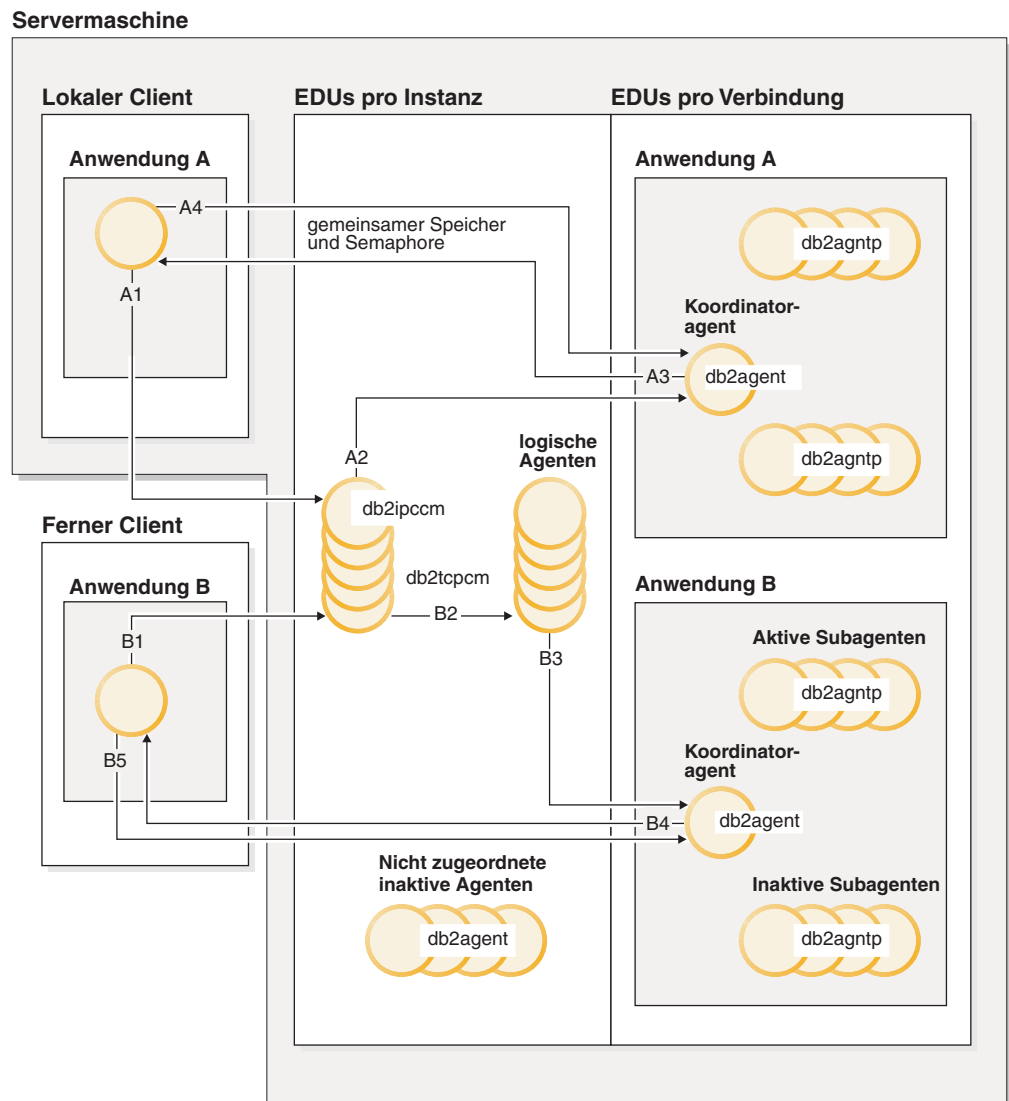 Servermaschine
Lokaler Client
EDUs pro Instanz
EDUs pro Verbindung
Anwendung A
Anwendung A
A4
gemeinsamer Speicher
und Semaphore
db2agntp
A1
Koordinator-
agent
A3
db2agent
A2
logische
Agenten
db2agntp
db2ipccm
Ferner Client
db2tcpcm
Anwendung B
Anwendung B
B1
B2
B3
Aktive Subagenten
db2agntp
B5
Koordinator-
agent
B4
db2agent
Nicht zugeordnete
inaktive Agenten
Inaktive Subagenten
db2agent
db2agntp